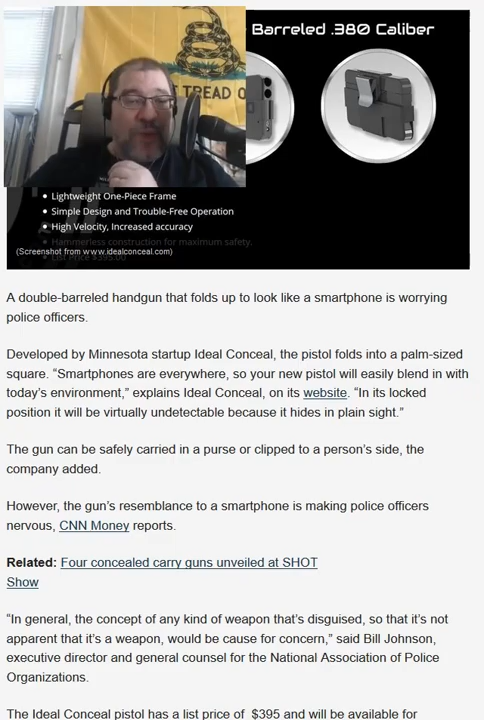 Barreled .380 Caliber
TREAD O
Lightweight One-Piece Frame
Simple Design and Trouble-Free Operation
High Velocity, Increased accuracy
Hammerless construction for maximum safety.
List Price $395.00
(Screenshot from www.idealconceal.com)
A double-barreled handgun that folds up to look like a smartphone is worrying
police officers.
Developed by Minnesota startup Ideal Conceal, the pistol folds into a palm-sized
square. “Smartphones are everywhere, so your new pistol will easily blend in with
today’s environment,” explains Ideal Conceal, on its website. “In its locked
position it will be virtually undetectable because it hides in plain sight.”
The gun can be safely carried in a purse or clipped to a person’s side, the
company added.
However, the gun’s resemblance to a smartphone is making police officers
nervous, CNN Money reports.
Related: Four concealed carry guns unveiled at SHOT
Show
“In general, the concept of any kind of weapon that’s disguised, so that it’s not
apparent that it’s a weapon, would be cause for concern,” said Bill Johnson,
executive director and general counsel for the National Association of Police
Organizations.
The Ideal Conceal pistol has a list price of $395 and will be available for